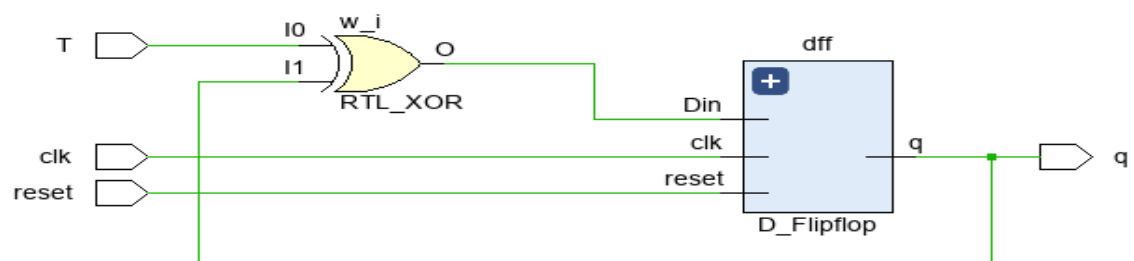 w_i
T
I0
O
I1
RTL_XOR
dff
Din
clk
clk
q
q
reset
reset
D_Flipflop